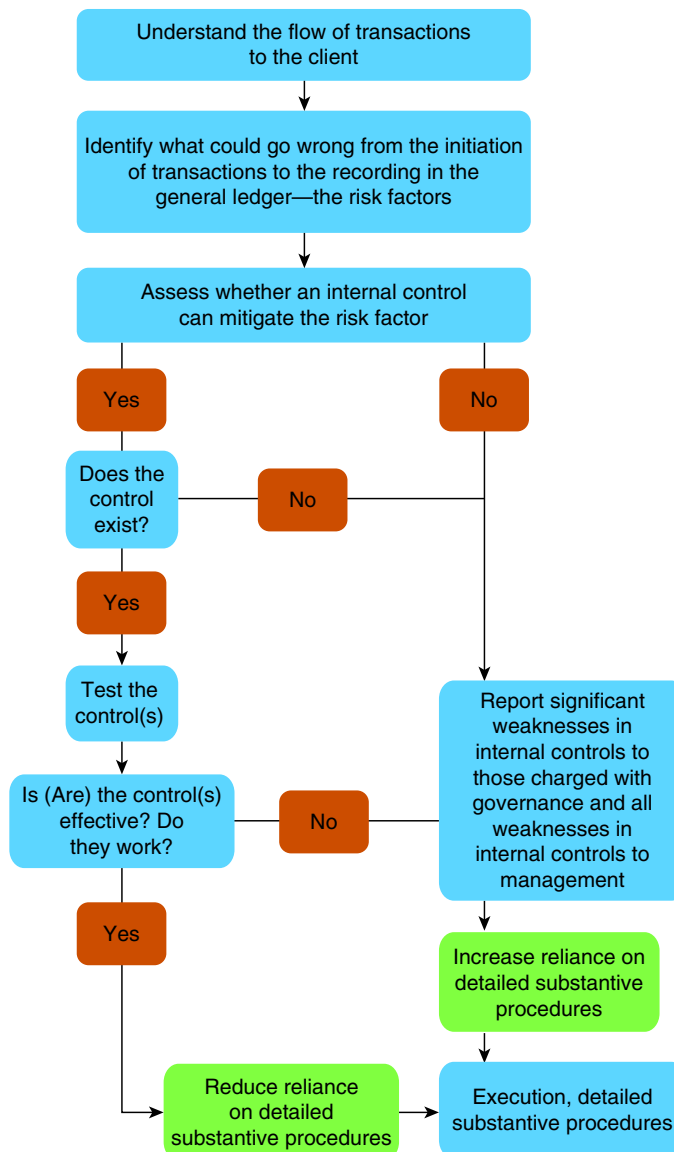 Understand the flow of transactions
to the client
Identify what could go wrong from the initiation
of transactions to the recording in the
general ledger—the risk factors
Assess whether an internal control
can mitigate the risk factor
Yes
No
Does the
control
exist?
No
Yes
Test the
control(s)
Report significant
weaknesses in
internal controls to
those charged with
governance and all
weaknesses in
internal controls to
management
Is (Are) the control(s)
effective? Do
they work?
No
Yes
Increase reliance on
detailed substantive
procedures
Reduce reliance
on detailed
substantive procedures
Execution, detailed
substantive procedures